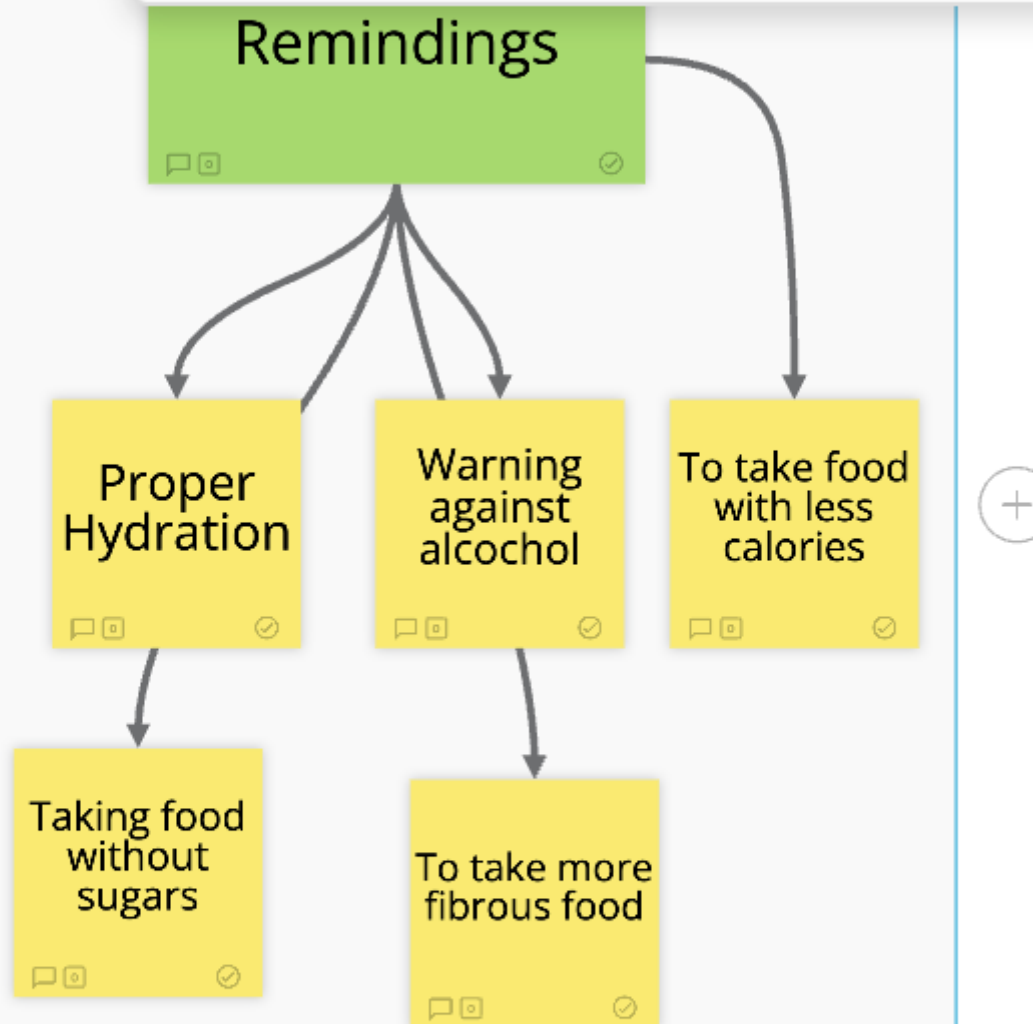 Remindings
Proper
Hydration
Warning
against
alcochol
To take food
with less
calories
Taking food
without
sugars
To take more
fibrous food